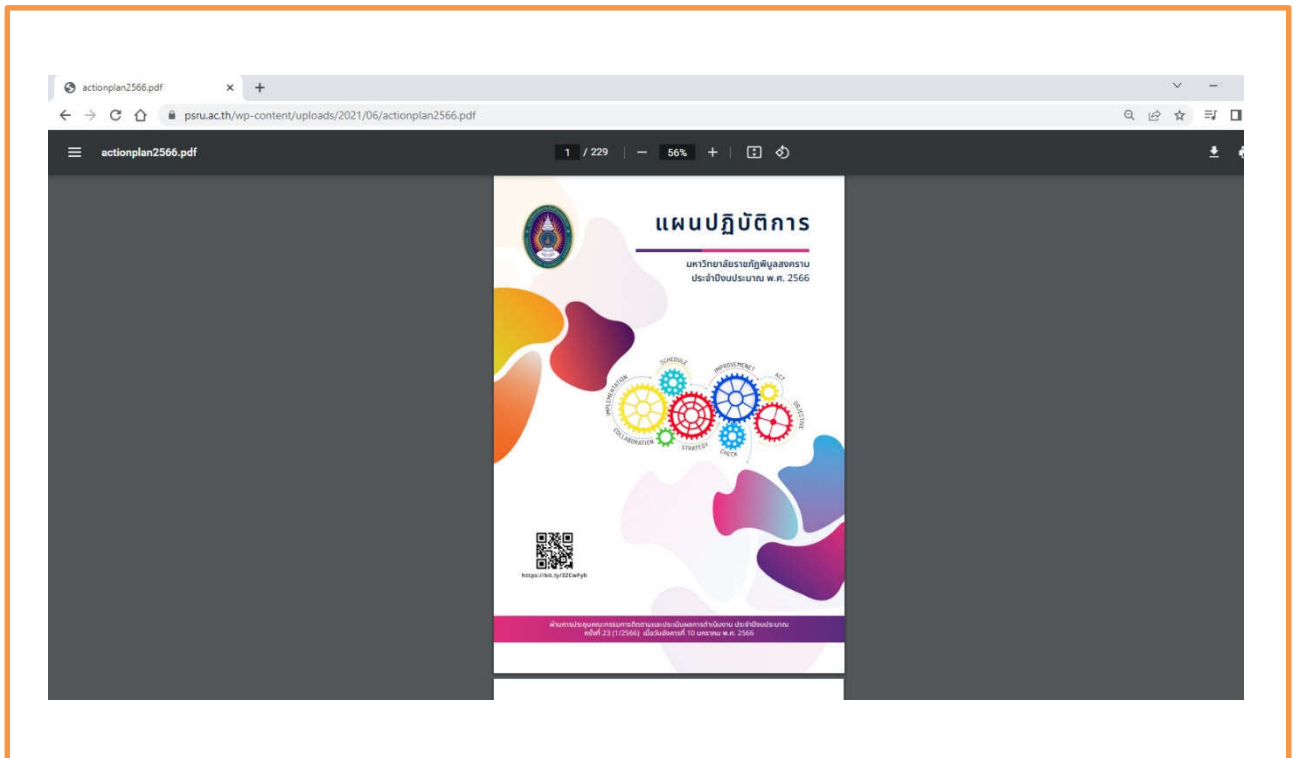 actionplan2566.pdf
psru.ac.th/wp-content/uploads/2021/06/actionplan2566.pdf
actionplan2566.pdf
1 / 229
56%
แผนปฏิบัติการ
มหาวิทยาลัยราชภัฏพิบูลสงคราม
ประจำปีงบประมาณ พ.ศ. 2566
SCHEDULE
IMPROVEMENET
ACT
IMPLEMENTATION
OBJECTIVE
COLLABORATION
STRATEGY
CHECK
ผ่านการประชุมคณะกรรมการติดตามและประเมินผลการดำเนินงาน ประจำปีงบประมาณ
ครั้งที่ 23 (1/2566) เมื่อวันอังคารที่ 10 มกราคม พ.ศ. 2566